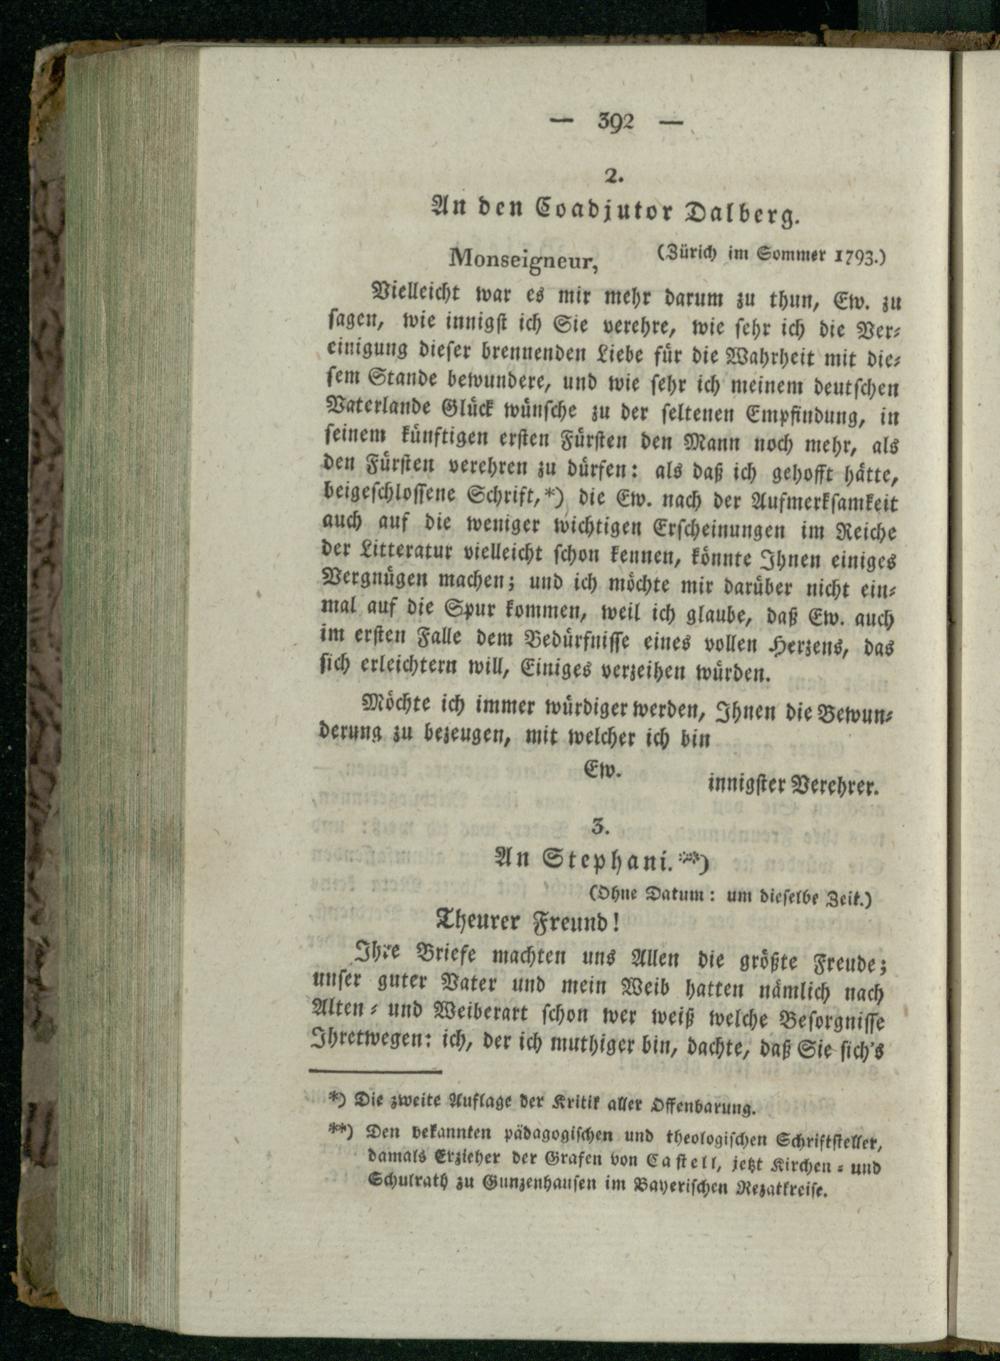 — 392 —
2.
An den Coadjutor Dalberg.
Monseigneur, (Zürich im Sommer 1793.)
Vielleicht war es mir mehr darum zu thun, Ew. zu
sagen, wie innigst ich Sie verehre, wie sehr ich die Ver-
einigung dieser brennenden Liebe für die Wahrheit mit die-
sem Stande bewundere, und wie sehr ich meinem deutschen
Vaterlande Glück wünsche zu der seltenen Empfindung, in
seinem künftigen ersten Fürsten den Mann noch mehr, als
den Fürsten verehren zu dürfen: als daß ich gehofft hätte,
beigeschlossene Schrift,*) die Ew. nach der Aufmerksamkeit
auch auf die weniger wichtigen Erscheinungen im Reiche
der Litteratur vielleicht schon kennen, könnte Ihnen einiges
Vergnügen machen; und ich möchte mir darüber nicht ein-
mal auf die Spur kommen, weil ich glaube, daß Ew. auch
im ersten Falle dem Bedürfnisse eines vollen Herzens, das
sich erleichtern will, Einiges verzeihen würden.
Möchte ich immer würdiger werden, Ihnen die Bewun-
derung zu bezeugen, mit welcher ich bin
Ew.
innigster Verehrer.
3.
An Stephani.**)
(Ohne Datum: um dieselbe Zeit.)
Theurer Freund!
Ihre Briefe machten uns Allen die größte Freude;
unser guter Vater und mein Weib hatten nämlich nach
Alten- und Weiberart schon wer weiß welche Besorgnisse
Ihretwegen: ich, der ich muthiger bin, dachte, daß Sie sich's
*) Die zweite Auflage der Kritik aller Offenbarung.
**) Den bekannten pädagogischen und theologischen Schriftsteller,
damals Erzieher der Grafen von Castell, jetzt Kirchen- und
Schulrath zu Gunzenhausen im Bayerischen Rezatkreise.